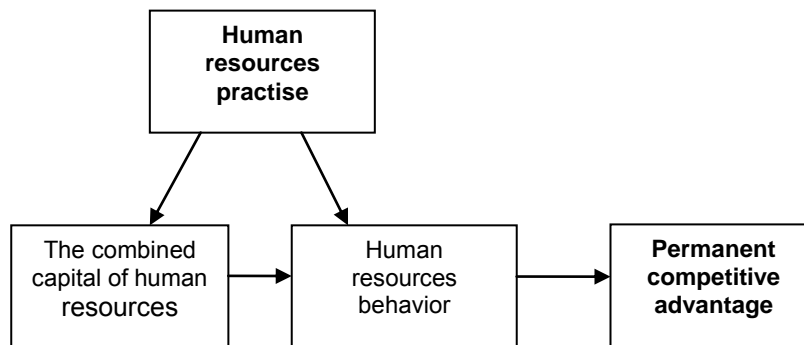 Human
resources
practise
The combined
capital of human
resources
Human
resources
behavior
Permanent
competitive
advantage